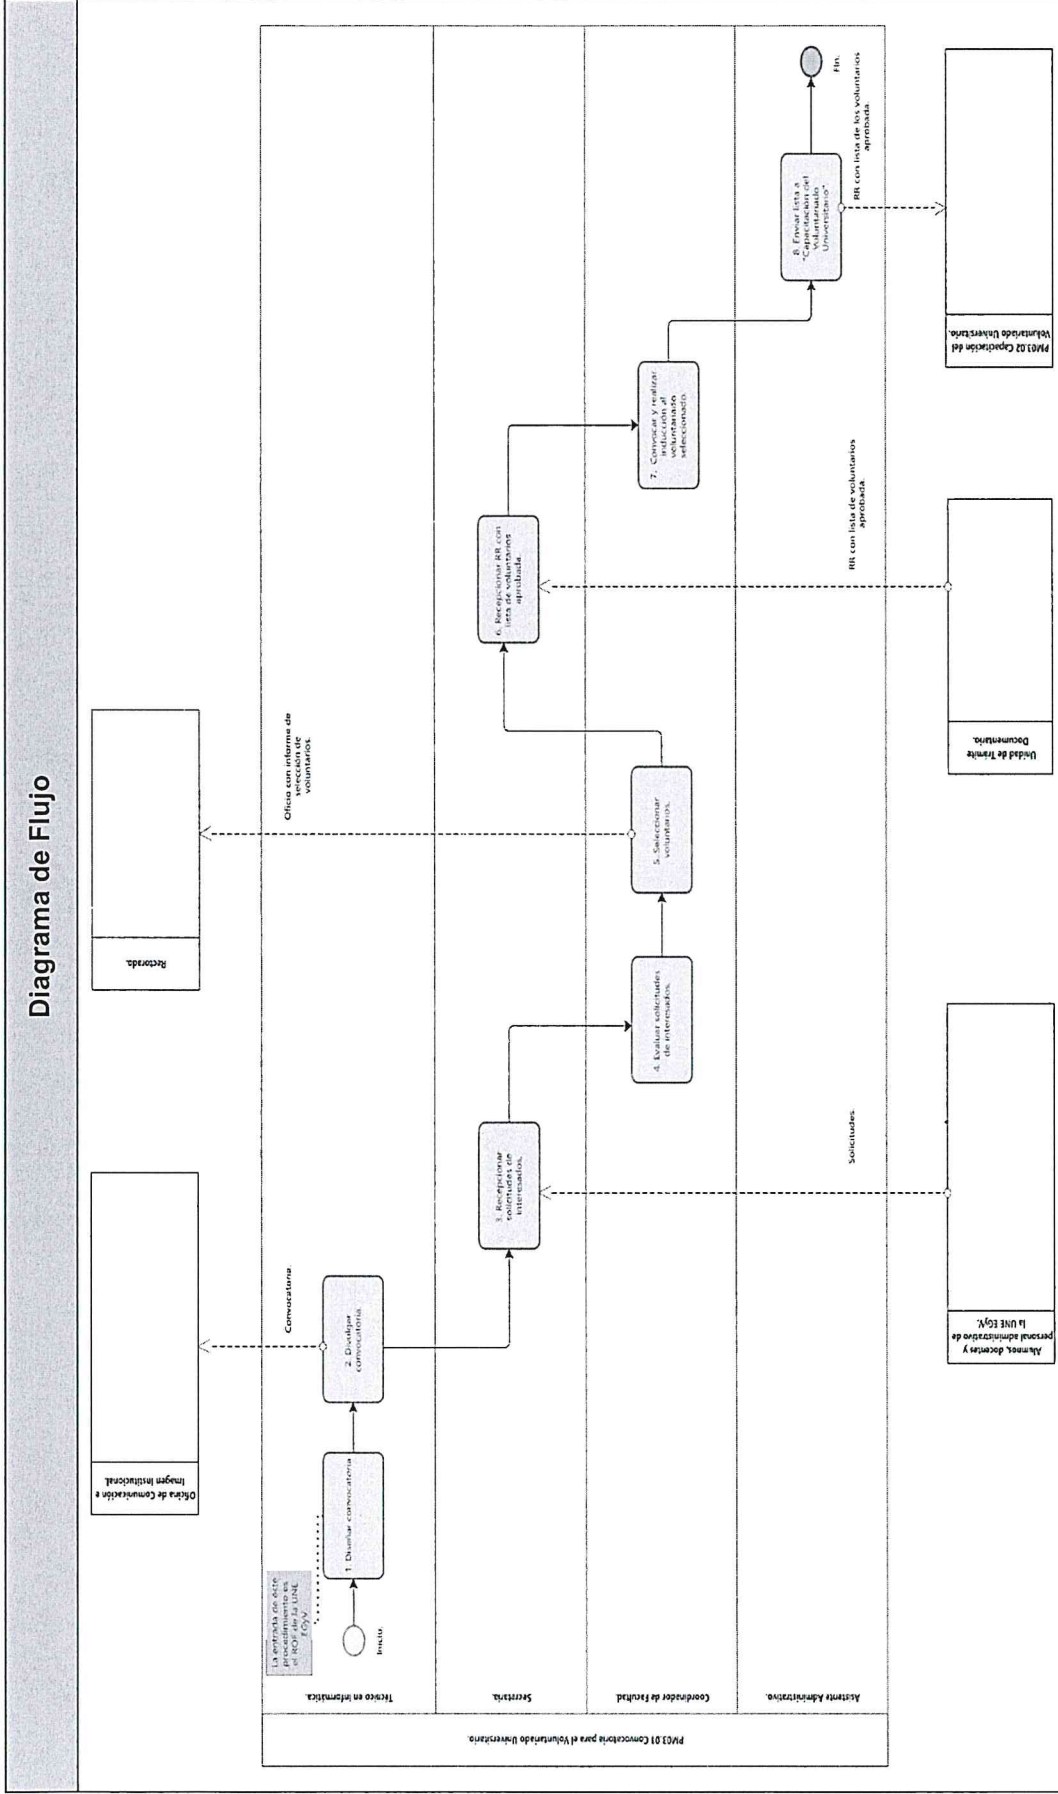 Diagrama de Flujo
Oficina de Comunicación e
Imagen Institucional.
Rectorado.
PM03.01 Convocatoria para el Voluntariado Universitario.
Técnico en Informática.
La entrada de éste
procedimiento es
el ROF de la UNE
EGyV.
Inicio.
1. Diseñar convocatoria
2. Divulgar
convocatoria.
Convocatoria.
Oficio con informe de
selección de
voluntarios.
Secretaria.
3. Recepcionar
solicitudes de
interesados.
6. Recepcionar RR con
lista de voluntarios
aprobada.
Coordinador de Facultad.
4. Evaluar solicitudes
de interesados.
5. Seleccionar
voluntarios.
7. Convocar y realizar
inducción al
voluntariado
seleccionado.
Asistente Administrativo.
8. Enviar lista a
"Capacitación del
Voluntariado
Universitario".
Fin.
Solicitudes.
RR con lista de voluntarios
aprobada.
RR con lista de los voluntarios
aprobada.
Alumnos, docentes y
personal administrativo de
la UNE EGyV.
Unidad de Trámite
Documentario.
PM03.02 Capacitación del
Voluntariado Universitario.